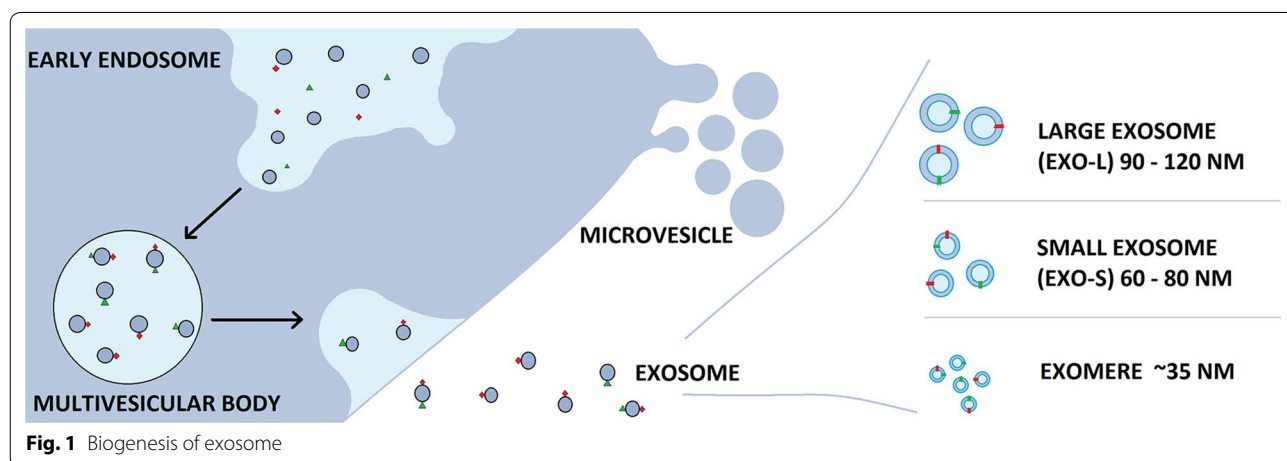 EARLY ENDOSOME
MULTIVESICULAR BODY
MICROVESICLE
EXOSOME
LARGE EXOSOME
(EXO-L) 90 - 120 NM
SMALL EXOSOME
(EXO-S) 60 - 80 NM
EXOMERE ~35 NM
Fig. 1 Biogenesis of exosome